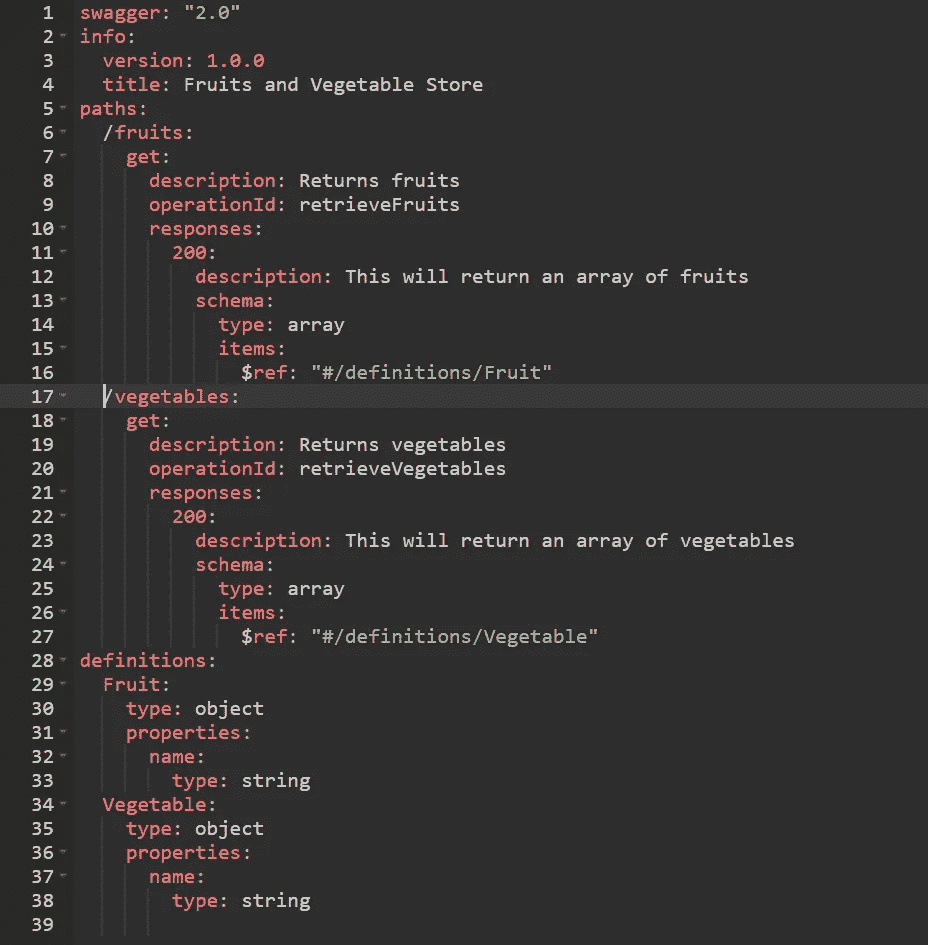 1 swagger: "2.0"
2 info:
3   version: 1.0.0
4   title: Fruits and Vegetable Store
5 paths:
6   /fruits:
7     get:
8       description: Returns fruits
9       operationId: retrieveFruits
10       responses:
11         200:
12           description: This will return an array of fruits
13           schema:
14             type: array
15             items:
16               $ref: "#/definitions/Fruit"
17   /vegetables:
18     get:
19       description: Returns vegetables
20       operationId: retrieveVegetables
21       responses:
22         200:
23           description: This will return an array of vegetables
24           schema:
25             type: array
26             items:
27               $ref: "#/definitions/Vegetable"
28 definitions:
29   Fruit:
30     type: object
31     properties:
32       name:
33         type: string
34   Vegetable:
35     type: object
36     properties:
37       name:
38         type: string
39